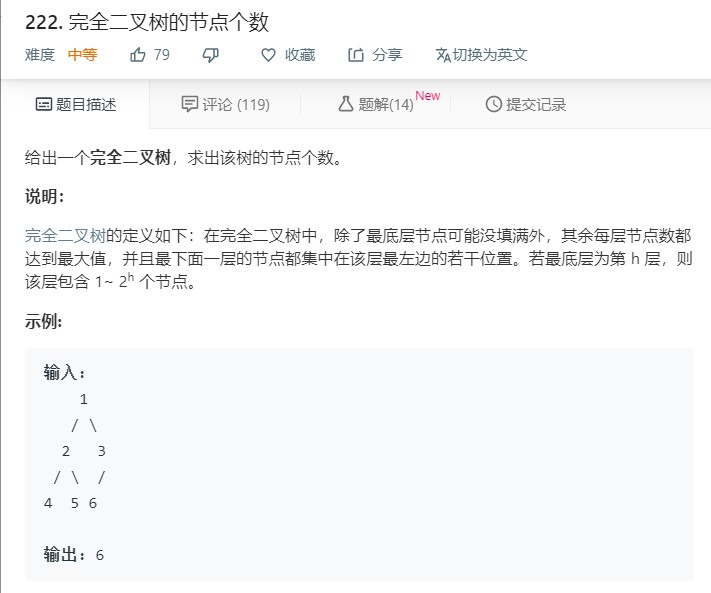 222. 完全二叉树的节点个数
难度 中等 79 收藏 分享 切换为英文
题目描述 评论 (119) 题解(14) New 提交记录
给出一个完全二叉树，求出该树的节点个数。
说明：
完全二叉树的定义如下：在完全二叉树中，除了最底层节点可能没填满外，其余每层节点数都
达到最大值，并且最下面一层的节点都集中在该层最左边的若干位置。若最底层为第 h 层，则
该层包含 1~ 2ʰ 个节点。
示例:
输入:
1
/ \
2 3
/ \ /
4 5 6
输出: 6